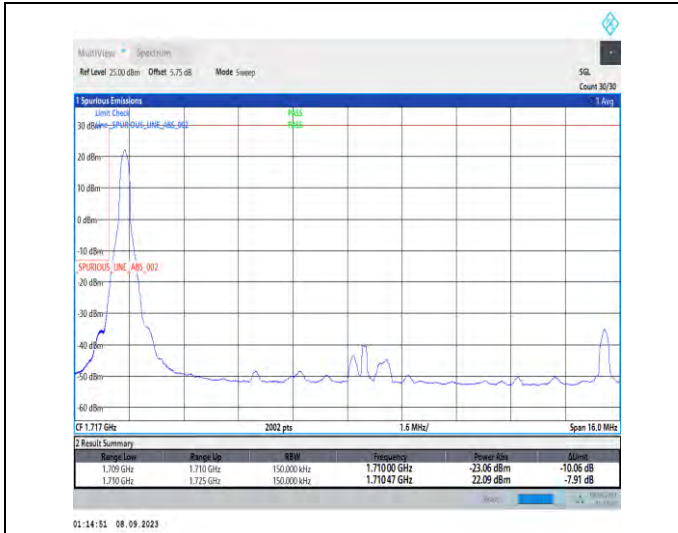 MultiView Spectrum
Ref Level 25.00 dBm Offset 5.75 dB Mode Sweep SGL
Count 30/30
1 Spurious Emissions 1 Avg
Limit Check PASS
30 dBm Line _SPURIOUS_LINE_ABS_002 PASS
20 dBm
10 dBm
0 dBm
-10 dBm
_SPURIOUS_LINE_ABS_002
-20 dBm
-30 dBm
-40 dBm
-50 dBm
-60 dBm
CF 1.717 GHz 2002 pts 1.6 MHz/ Span 16.0 MHz
2 Result Summary
Range Low Range Up RBW Frequency Power Abs ΔLimit
1.709 GHz 1.710 GHz 150.000 kHz 1.71000 GHz -23.06 dBm -10.06 dB
1.710 GHz 1.725 GHz 150.000 kHz 1.71047 GHz 22.09 dBm -7.91 dB
01:14:51 08.09.2023